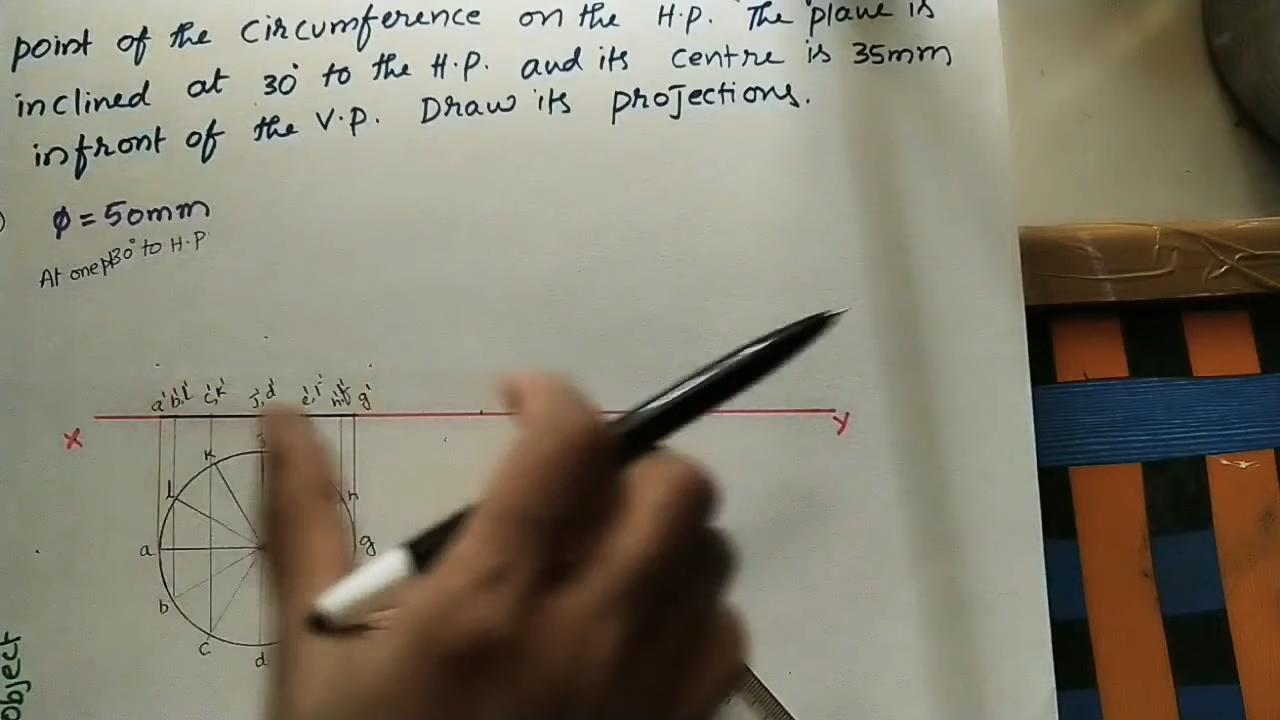 point of the circumference on the H.P. The plane is
inclined at 30° to the H.P. and its centre is 35mm
infront of the V.P. Draw its projections.
ϕ = 50mm
30° to H.P.
At one
a' b', l' c', k' j', d' e', i' g'
X
Y
K
L
h
a
g
b
c
d
Object